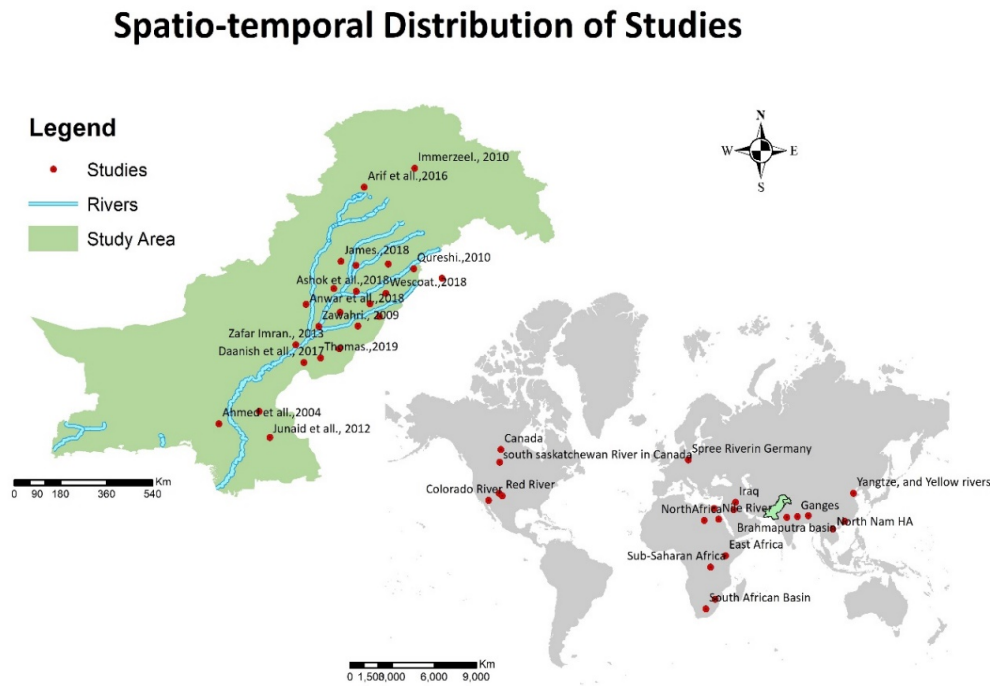 Spatio-temporal Distribution of Studies
Legend
Studies
Rivers
Study Area
N
W
E
S
Immerzeel., 2010
Arif et all.,2016
James.,2018
Qureshi.,2010
Ashok et all.,2018
Wescoat.,2018
Anwar et all.,2018
Zawahri., 2009
Zafar Imran., 2013
Daanish et all., 2017
Thomas.,2019
Ahmed et all.,2004
Junaid et all., 2012
Km
0 90 180 360 540
Canada
south saskatchewan River in Canada
Spree Riverin Germany
Colorado River
Red River
Iraq
Yangtze, and Yellow rivers
NorthAfrica
Nile River
Ganges
Brahmaputra basin
North Nam HA
East Africa
Sub-Saharan Africa
South African Basin
Km
0 1,500 3,000 6,000 9,000